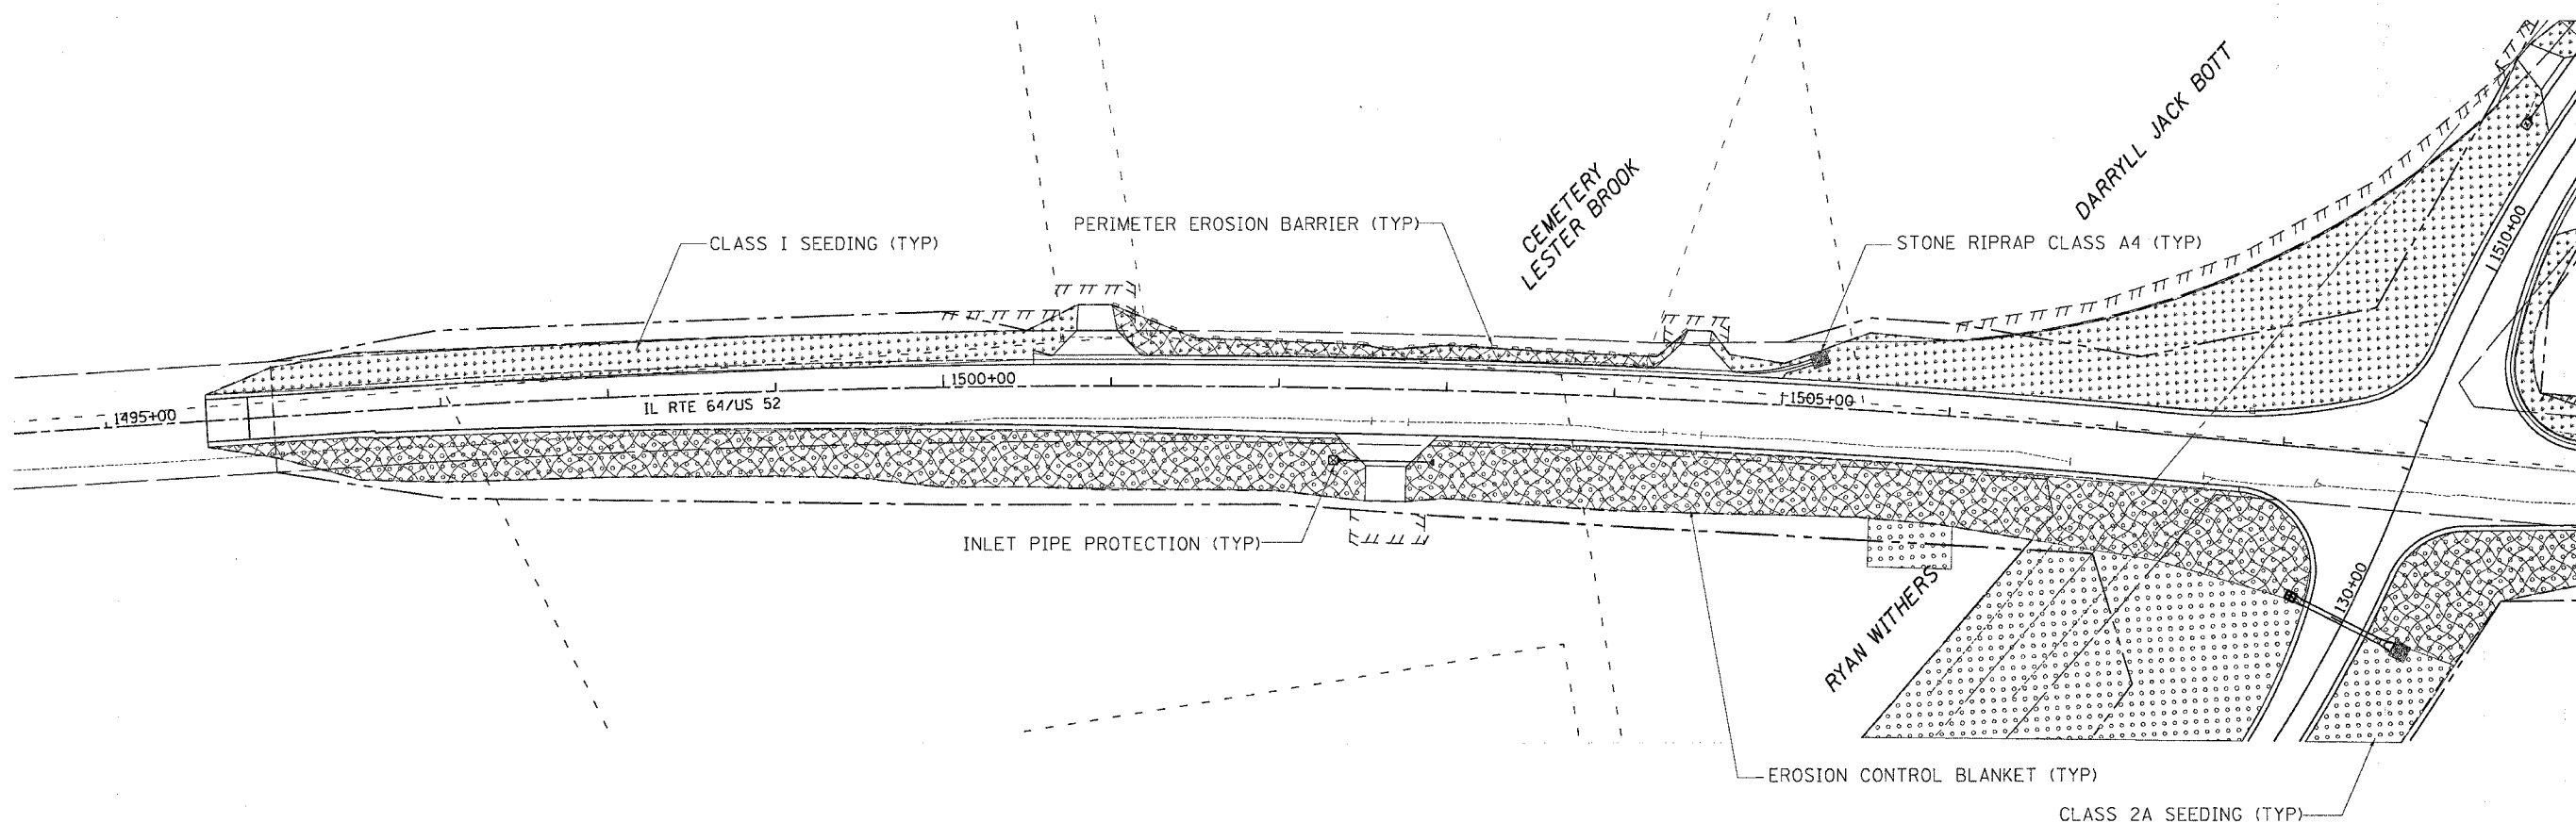 DARRYLL JACK BOTT
CEMETERY
LESTER BROOK
PERIMETER EROSION BARRIER (TYP)
CLASS I SEEDING (TYP)
STONE RIPRAP CLASS A4 (TYP)
1510+00
1500+00
1495+00
IL RTE 64/US 52
1505+00
INLET PIPE PROTECTION (TYP)
130+00
RYAN WITHERS
EROSION CONTROL BLANKET (TYP)
CLASS 2A SEEDING (TYP)